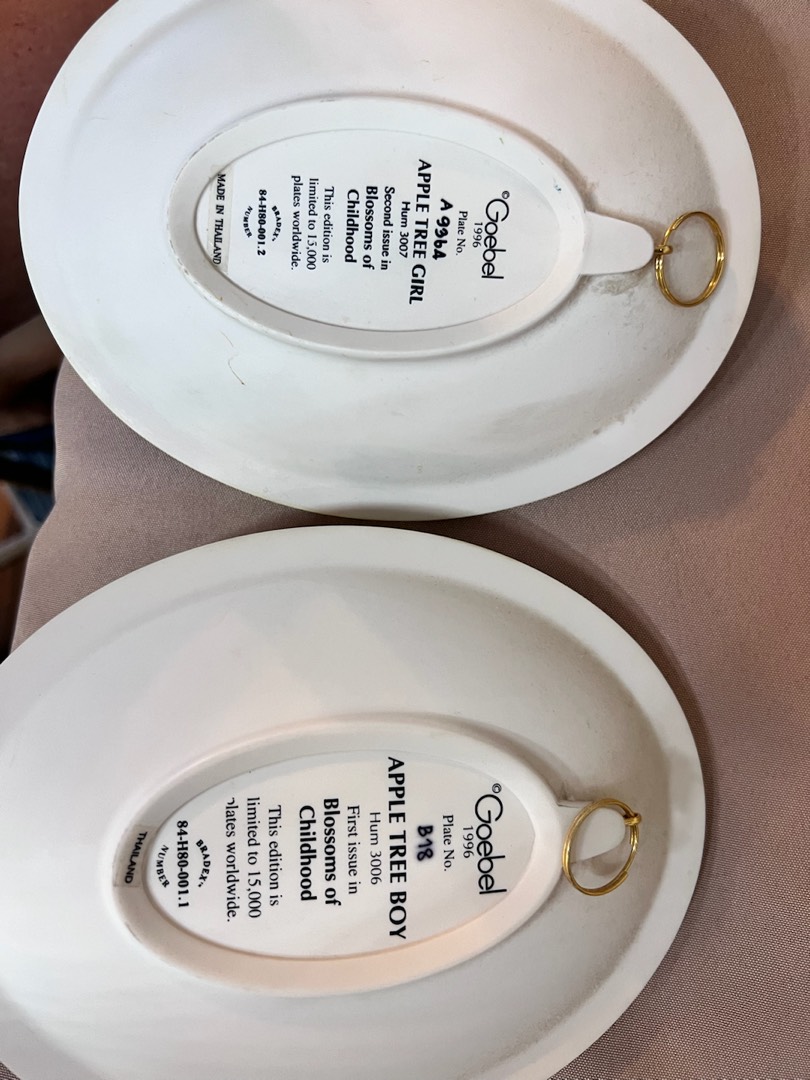 ©Goebel
1996
Plate No.
A996A
APPLE TREE GIRL
Hum 3007
Second issue in
Blossoms of
Childhood
This edition is
limited to 15,000
plates worldwide.
BRADEX
84-H80-001.2
NUMBER
MADE IN THAILAND
©Goebel
1996
Plate No.
B18
APPLE TREE BOY
Hum 3006
First issue in
Blossoms of
Childhood
This edition is
limited to 15,000
plates worldwide.
BRADEX
84-H80-001.1
NUMBER
THAILAND